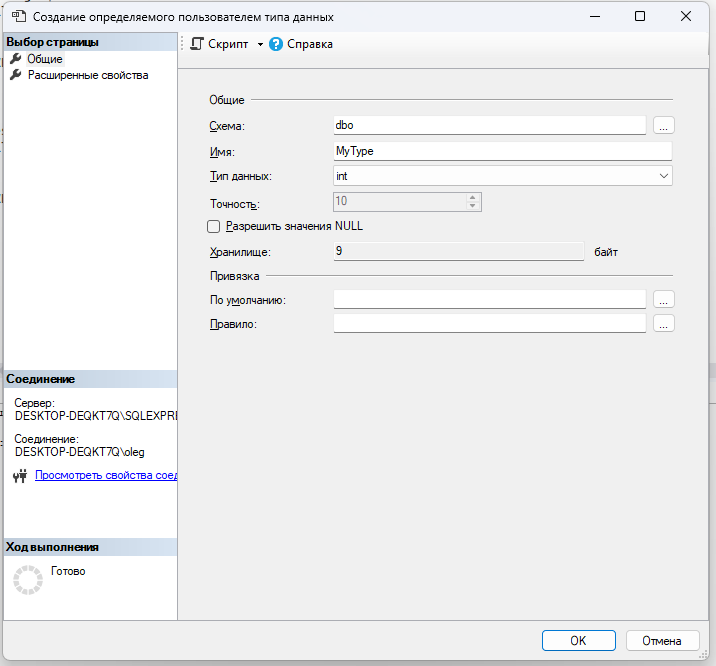 Создание определяемого пользователем типа данных
Выбор страницы
Общие
Расширенные свойства
Скрипт
Справка
Общие
Схема: dbo ...
Имя: MyType
Тип данных: int
Точность: 10
Разрешить значения NULL
Хранилище: 9 байт
Привязка
По умолчанию: ...
Правило: ...
Соединение
Сервер:
DESKTOP-DEQKT7Q\SQLEXPRE
Соединение:
DESKTOP-DEQKT7Q\oleg
Просмотреть свойства соед
Ход выполнения
Готово
OK
Отмена